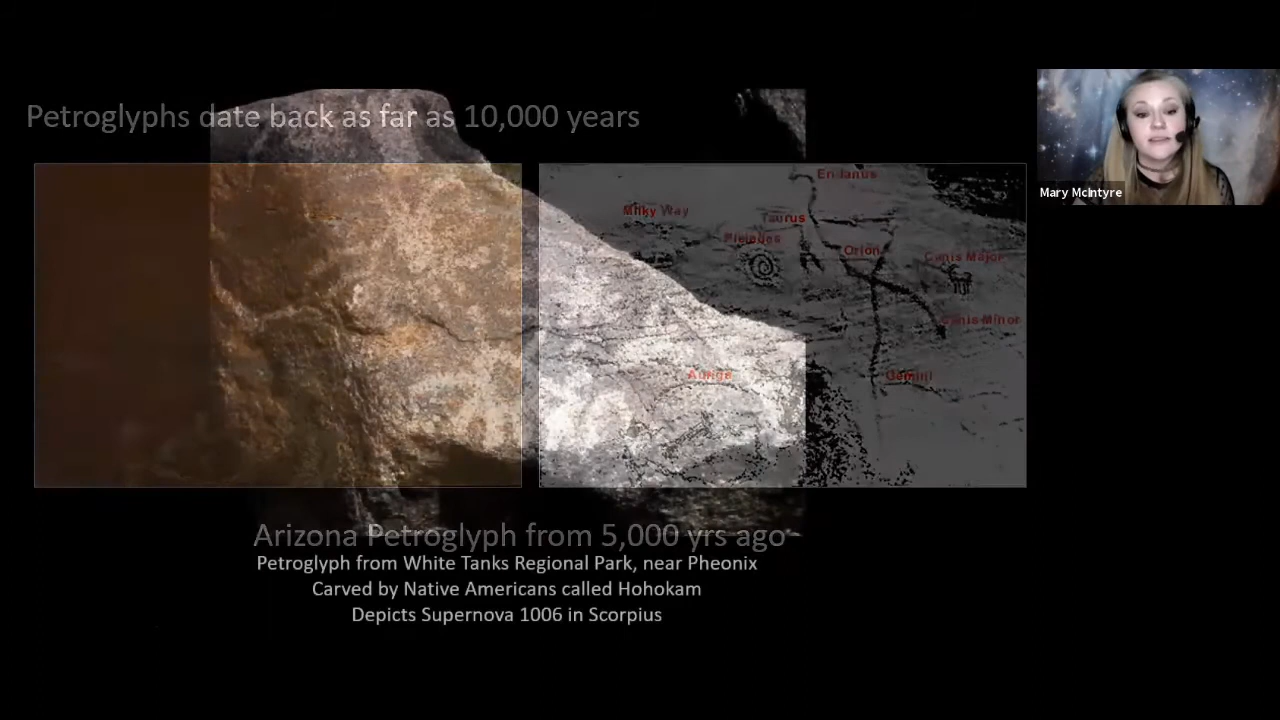 Petroglyphs date back as far as 10,000 years
Eridanus
Milky Way
Taurus
Pleiades
Orion
Canis Major
Canis Minor
Auriga
Gemini
Mary McIntyre
Arizona Petroglyph from 5,000 yrs ago
Petroglyph from White Tanks Regional Park, near Pheonix
Carved by Native Americans called Hohokam
Depicts Supernova 1006 in Scorpius